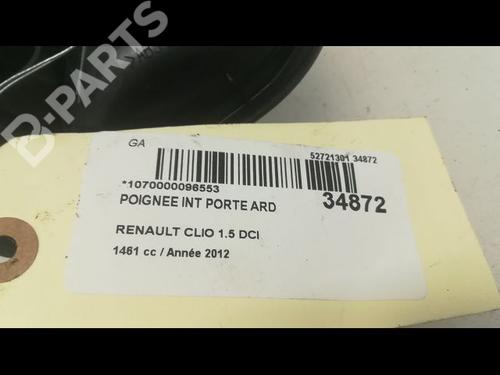 B-PARTS
GA
52721301 34872
*1070000096553
POIGNEE INT PORTE ARD
34872
RENAULT CLIO 1.5 DCI
1461 cc / Année 2012